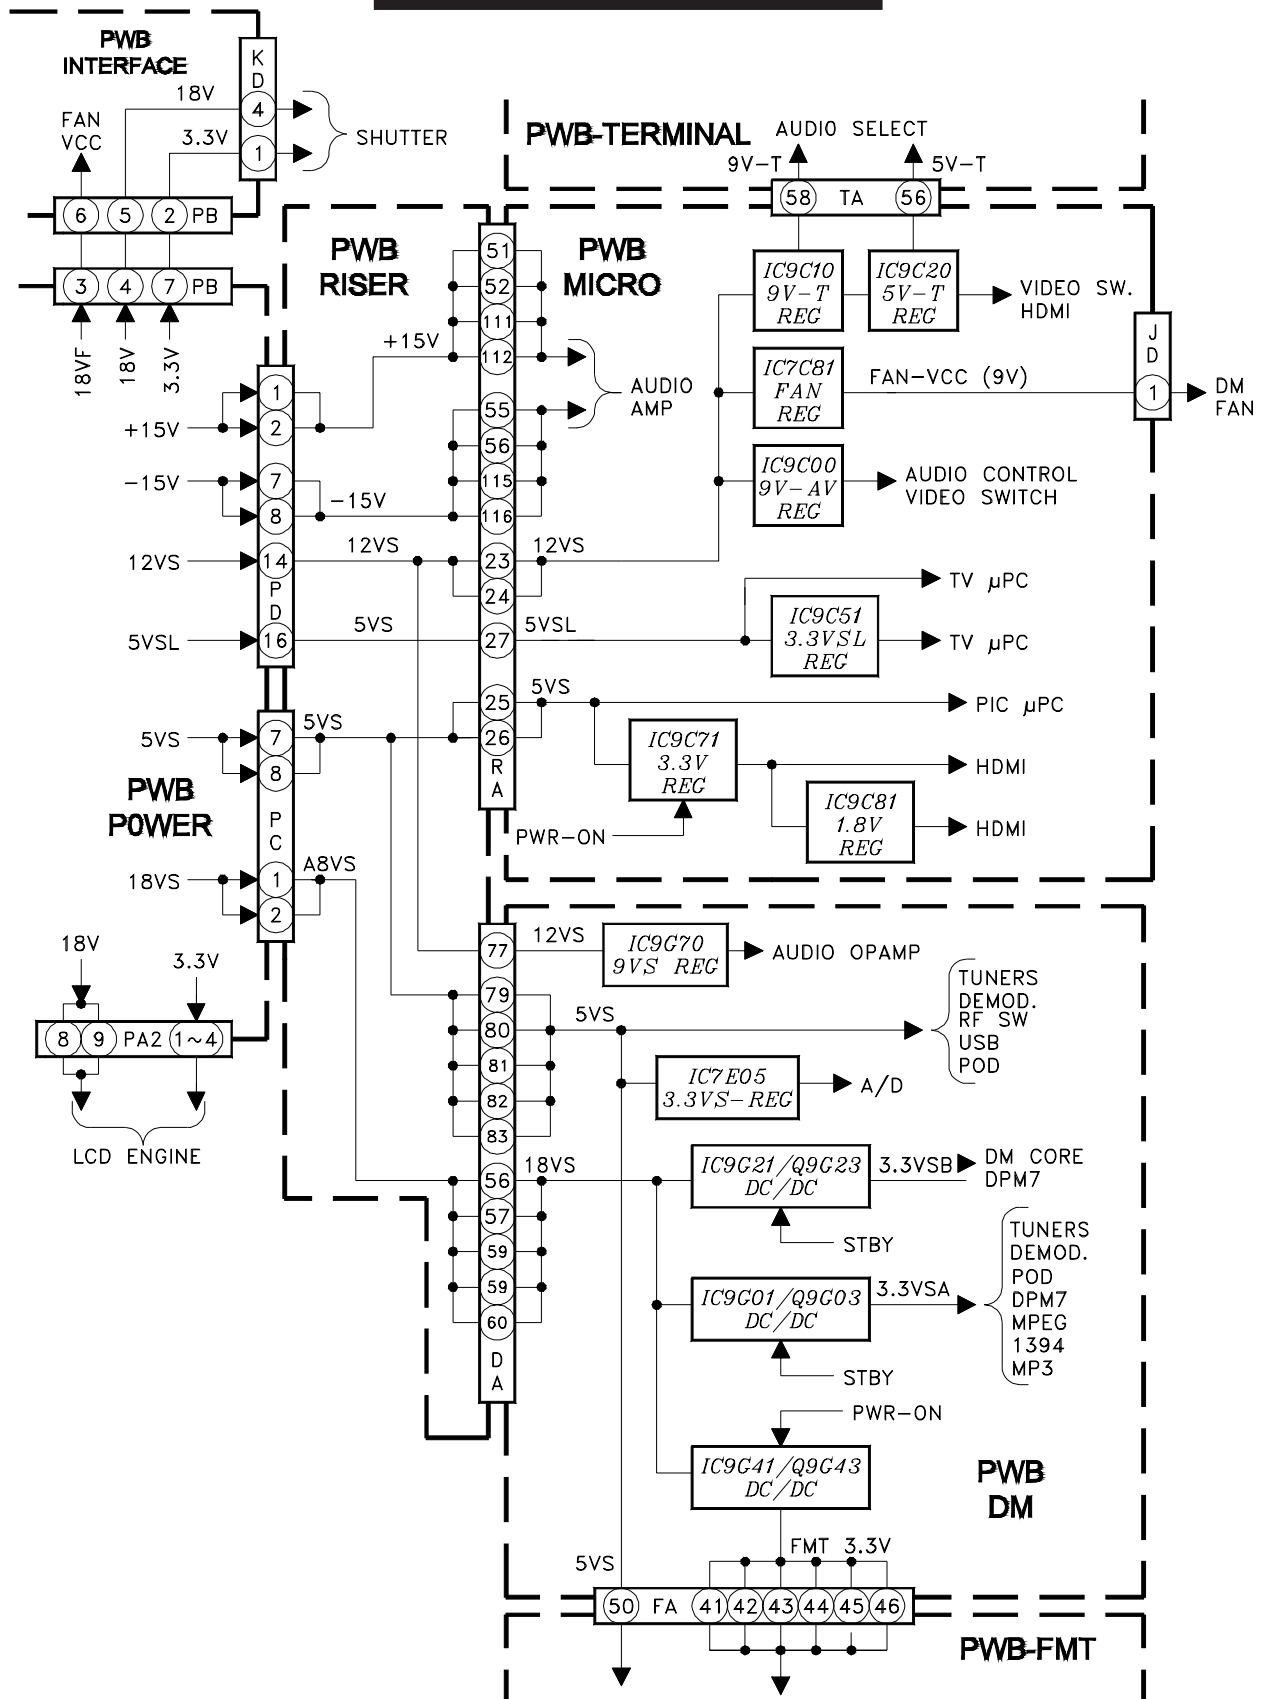 PWB
INTERFACE
K
D
18V
4
FAN
VCC
3.3V
1
SHUTTER
6 5 2 PB
3 4 7 PB
18VF
18V
3.3V
PWB-TERMINAL
AUDIO SELECT
9V-T
5V-T
58 TA 56
PWB
RISER
PWB
MICRO
51
52
111
112
+15V
AUDIO
AMP
55
56
115
116
IC9C10
9V-T
REG
IC9C20
5V-T
REG
VIDEO SW.
HDMI
J
D
1
IC7C81
FAN
REG
FAN-VCC (9V)
DM
FAN
IC9C00
9V-AV
REG
AUDIO CONTROL
VIDEO SWITCH
1
+15V
2
-15V
7
8
-15V
12VS
14
12VS
23
12VS
24
P
D
5VSL
16
5VS
27
5VSL
TV µPC
IC9C51
3.3VSL
REG
TV µPC
25
5VS
26
PIC µPC
R
A
IC9C71
3.3V
REG
HDMI
PWR-ON
IC9C81
1.8V
REG
HDMI
5VS
7
5VS
8
PWB
P0WER
P
C
18VS
1
A8VS
2
18V
3.3V
8 9 PA2 1~4
LCD ENGINE
77
12VS
IC9G70
9VS REG
AUDIO OPAMP
79
80
81
82
83
5VS
TUNERS
DEMOD.
RF SW
USB
POD
IC7E05
3.3VS-REG
A/D
56
57
59
59
60
18VS
D
A
IC9G21/Q9G23
DC/DC
3.3VSB
DM CORE
DPM7
STBY
IC9G01/Q9G03
DC/DC
3.3VSA
TUNERS
DEMOD.
POD
DPM7
MPEG
1394
MP3
STBY
PWR-ON
IC9G41/Q9G43
DC/DC
PWB
DM
FMT 3.3V
5VS
50 FA 41 42 43 44 45 46
PWB-FMT